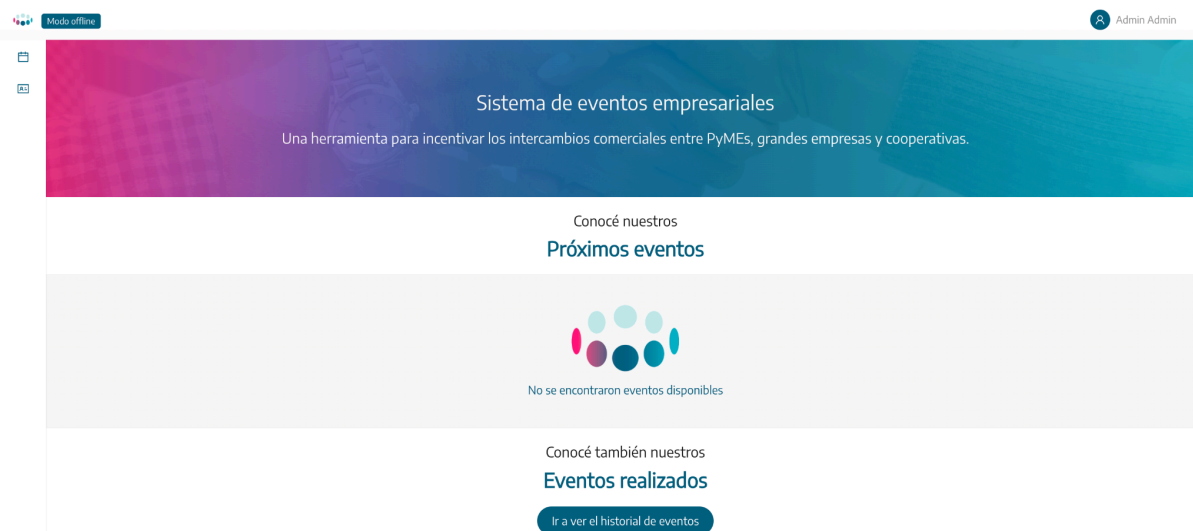 Modo offline
Admin Admin
Sistema de eventos empresariales
Una herramienta para incentivar los intercambios comerciales entre PyMEs, grandes empresas y cooperativas.
Conocé nuestros
Próximos eventos
No se encontraron eventos disponibles
Conocé también nuestros
Eventos realizados
Ir a ver el historial de eventos